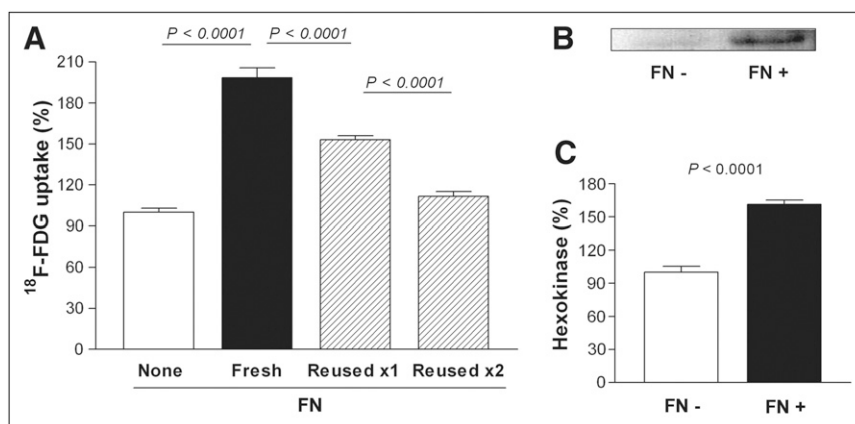 A
P < 0.0001 P < 0.0001
P < 0.0001
¹⁸F-FDG uptake (%)
210
180
150
120
90
60
30
0
None Fresh Reused x1 Reused x2
FN
B
FN - FN +
C
P < 0.0001
Hexokinase (%)
180
150
120
90
60
30
0
FN - FN +